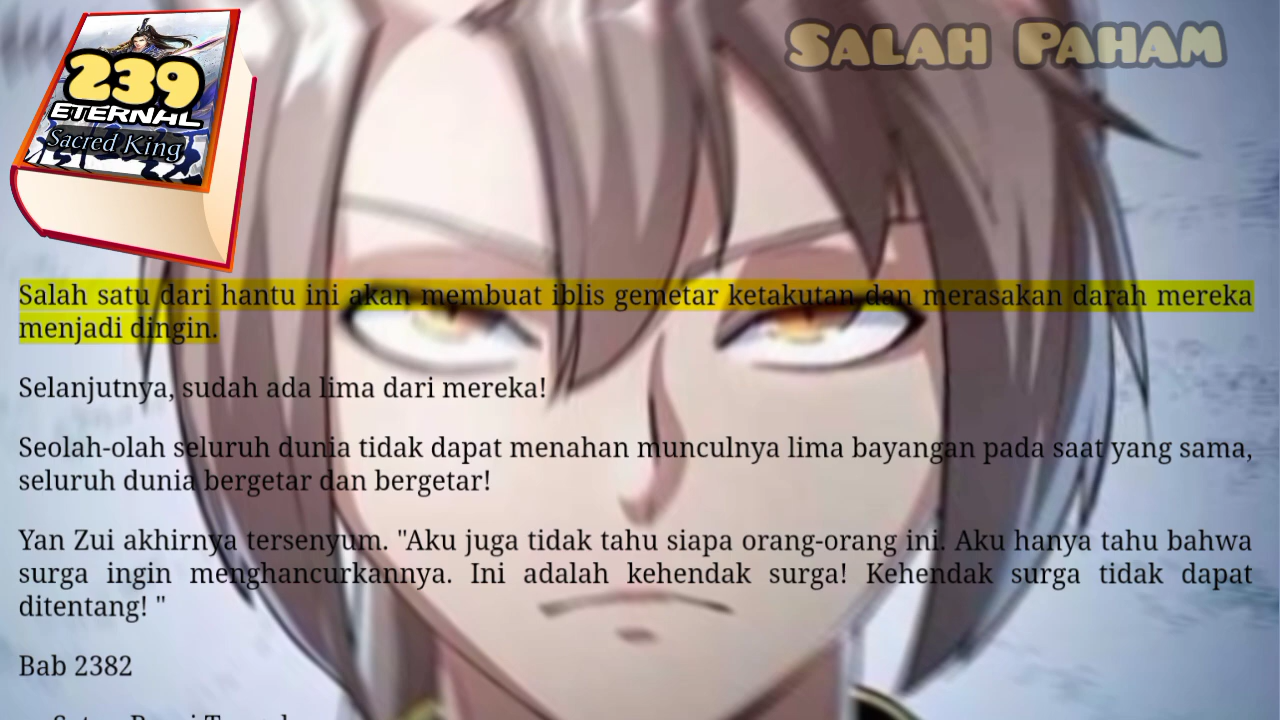 SALAH PAHAM
239
ETERNAL
Sacred King
Salah satu dari hantu ini akan membuat iblis gemetar ketakutan dan merasakan darah mereka
menjadi dingin.
Selanjutnya, sudah ada lima dari mereka!
Seolah-olah seluruh dunia tidak dapat menahan munculnya lima bayangan pada saat yang sama,
seluruh dunia bergetar dan bergetar!
Yan Zui akhirnya tersenyum. "Aku juga tidak tahu siapa orang-orang ini. Aku hanya tahu bahwa
surga ingin menghancurkannya. Ini adalah kehendak surga! Kehendak surga tidak dapat
ditentang! "
Bab 2382